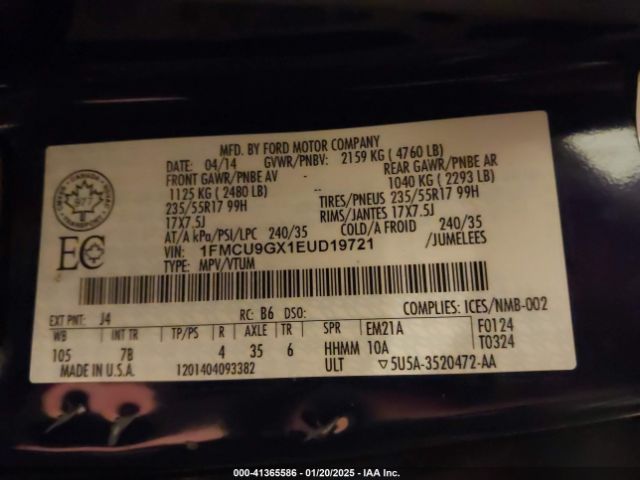 MFD. BY FORD MOTOR COMPANY
DATE: 04/14 GVWR/PNBV: 2159 KG ( 4760 LB)
FRONT GAWR/PNBE AV REAR GAWR/PNBE AR
1125 KG ( 2480 LB) 1040 KG ( 2293 LB)
235/55R17 99H TIRES/PNEUS 235/55R17 99H
17X7.5J RIMS/JANTES 17X7.5J
AT/A kPa/PSI/LPC 240/35 COLD/A FROID 240/35
VIN: 1FMCU9GX1EUD19721 /JUMELEES
TYPE: MPV/VTUM
EC
CANADA
977
TRANSPORT
EXT PNT: J4 RC: B6 DSO: COMPLIES: ICES/NMB-002
WB INT TR TP/PS R AXLE TR SPR EM21A F0124
105 7B 4 35 6 HHMM 10A T0324
MADE IN U.S.A. 1201404093382 ULT ▽5U5A-3520472-AA
000-41365586 - 01/20/2025 - IAA Inc.